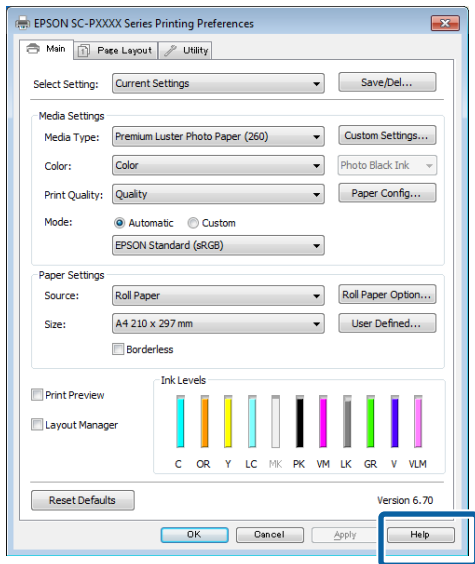 EPSON SC-PXXXX Series Printing Preferences
Main Page Layout Utility
Select Setting: Current Settings Save/Del...
Media Settings
Media Type: Premium Luster Photo Paper (260) Custom Settings...
Color: Color Photo Black Ink
Print Quality: Quality Paper Config...
Mode: Automatic Custom
EPSON Standard (sRGB)
Paper Settings
Source: Roll Paper Roll Paper Option...
Size: A4 210 x 297 mm User Defined...
Borderless
Ink Levels
Print Preview
Layout Manager
C OR Y LC MK PK VM LK GR V VLM
Reset Defaults Version 6.70
OK Cancel Apply Help